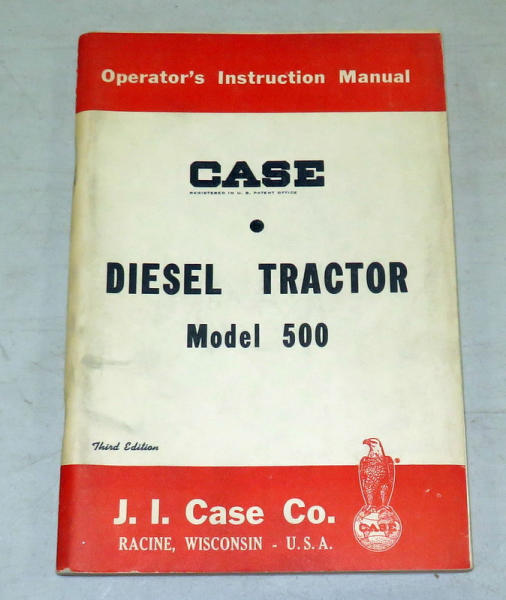 Operator's Instruction Manual
CASE
REGISTERED IN U. S. PATENT OFFICE
DIESEL TRACTOR
Model 500
Third Edition
CASE
®
J. I. Case Co.
RACINE, WISCONSIN - U.S.A.